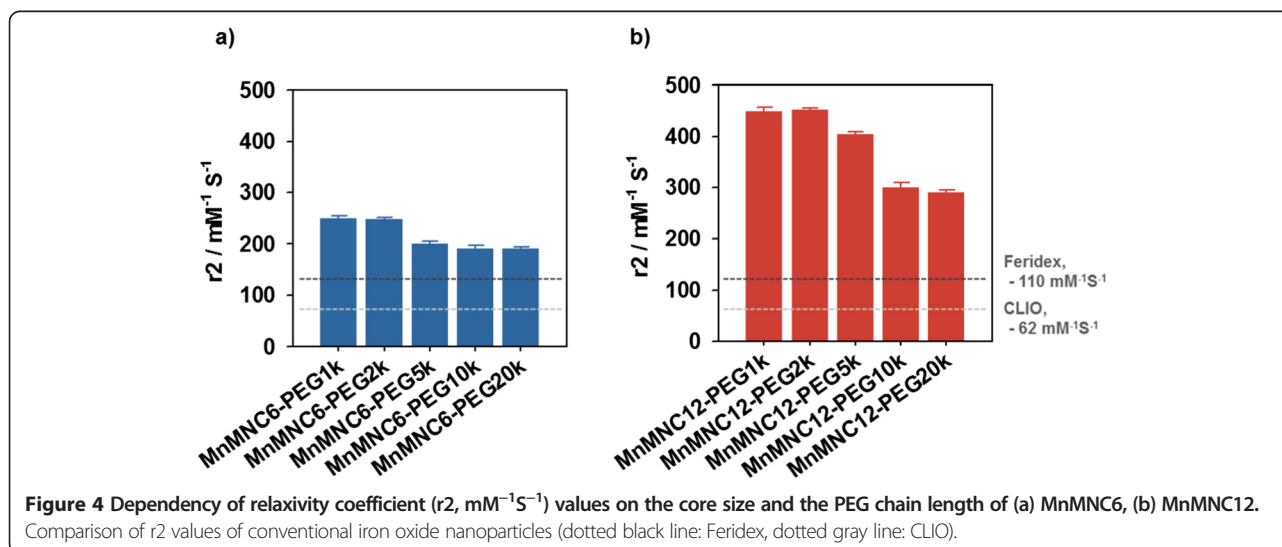 a)
500
400
300
200
100
0
r2 / mM⁻¹ S⁻¹
MnMNC6-PEG1k
MnMNC6-PEG2k
MnMNC6-PEG5k
MnMNC6-PEG10k
MnMNC6-PEG20k
b)
500
400
300
200
100
0
r2 / mM⁻¹ S⁻¹
MnMNC12-PEG1k
MnMNC12-PEG2k
MnMNC12-PEG5k
MnMNC12-PEG10k
MnMNC12-PEG20k
Feridex,
- 110 mM⁻¹S⁻¹
CLIO,
- 62 mM⁻¹S⁻¹
Figure 4 Dependency of relaxivity coefficient (r2, mM⁻¹S⁻¹) values on the core size and the PEG chain length of (a) MnMNC6, (b) MnMNC12.
Comparison of r2 values of conventional iron oxide nanoparticles (dotted black line: Feridex, dotted gray line: CLIO).